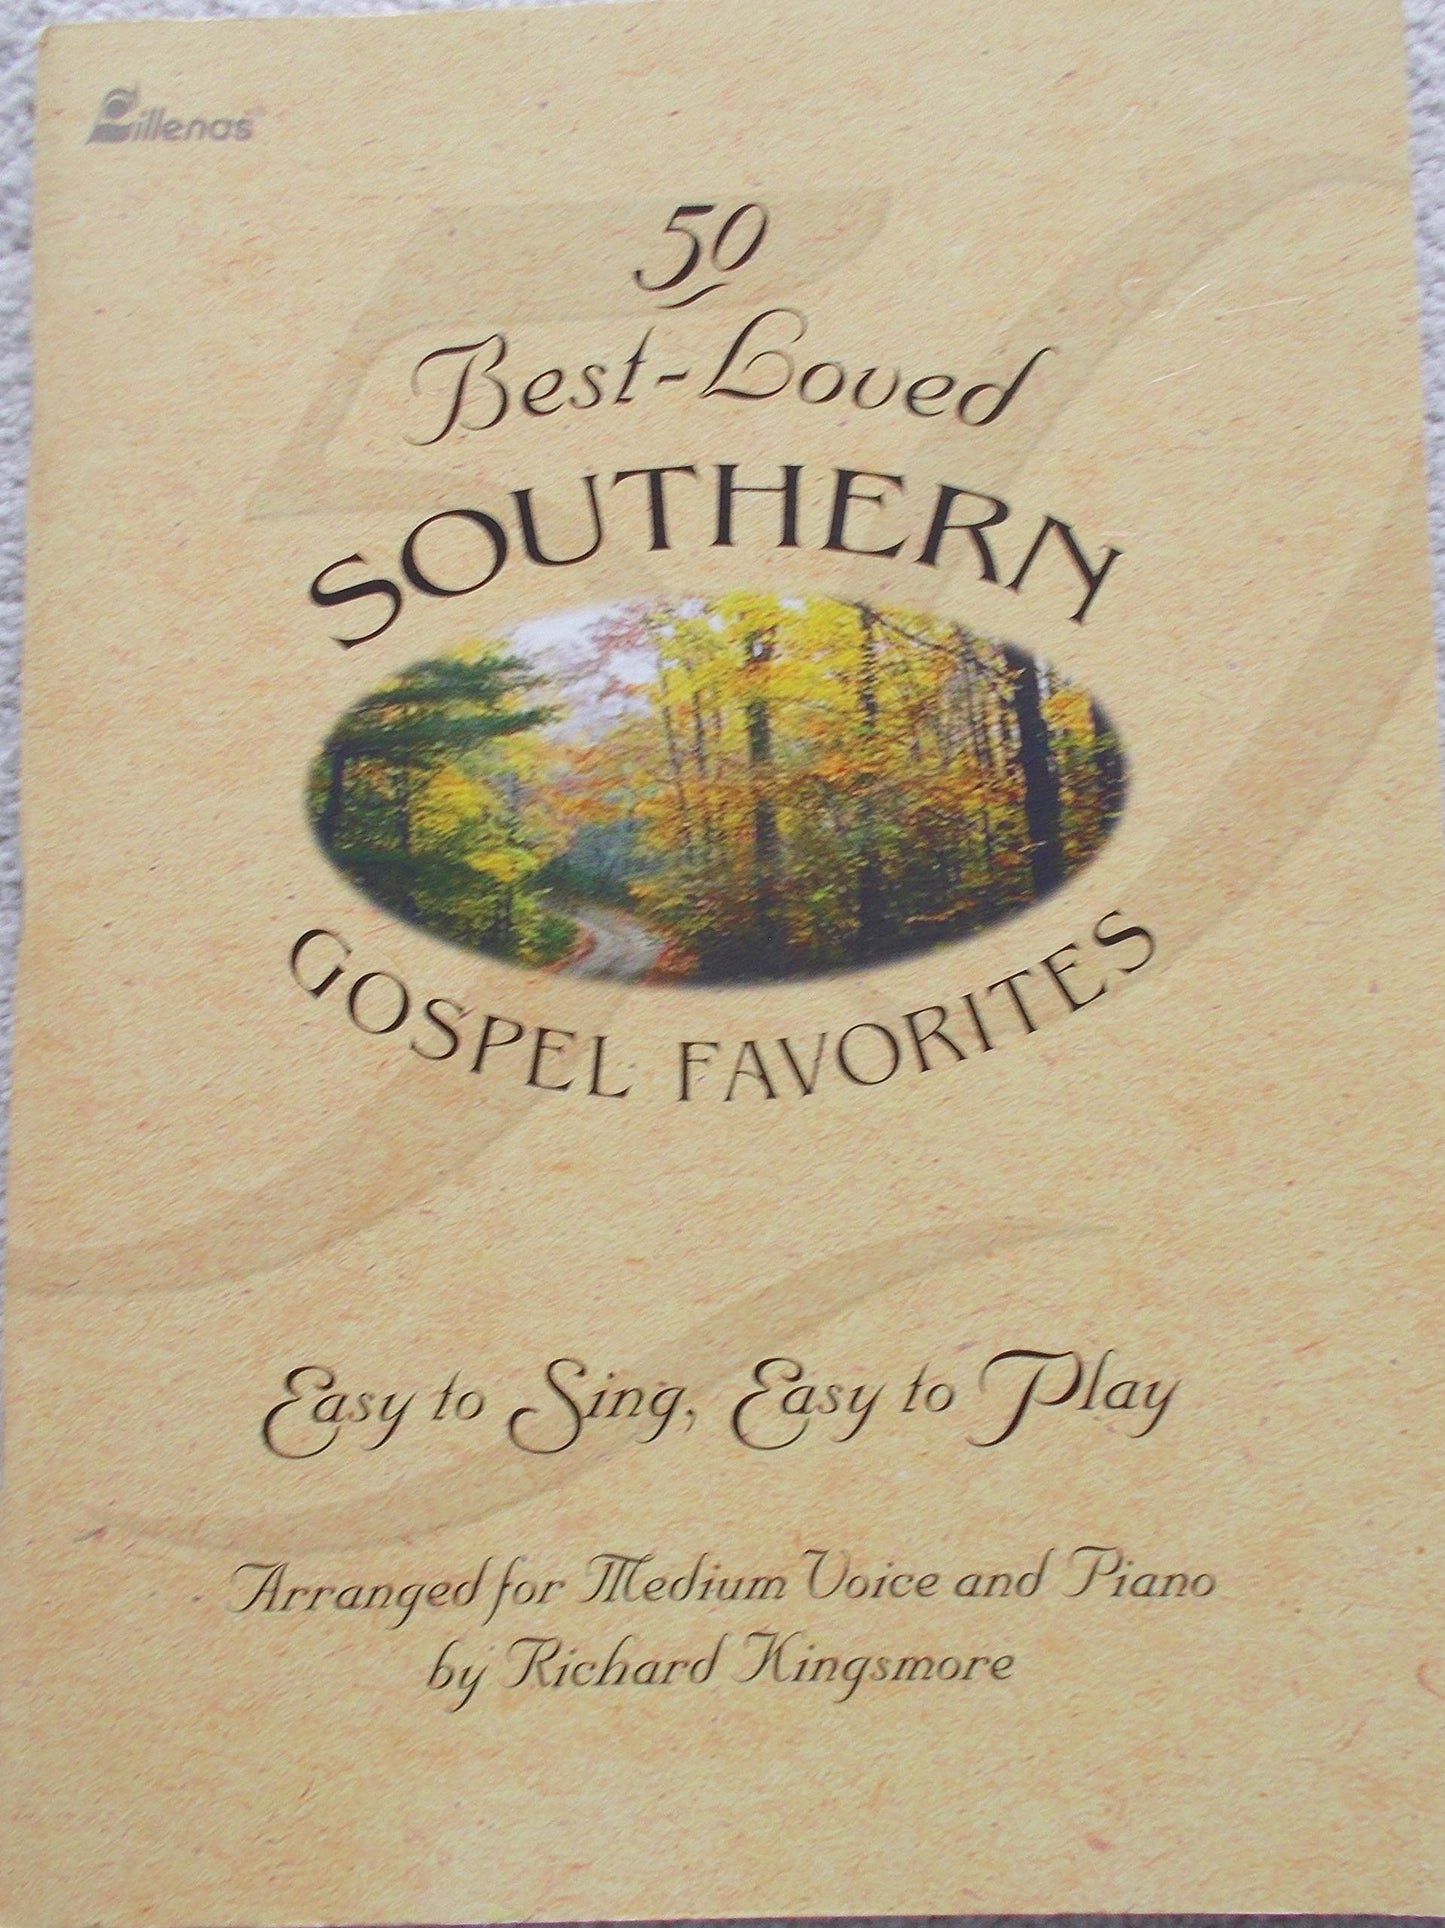 Lillenas
50
Best-Loved
SOUTHERN
GOSPEL FAVORITES
Easy to Sing, Easy to Play
Arranged for Medium Voice and Piano
by Richard Kingsmore